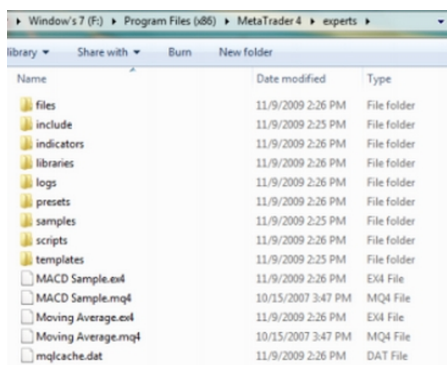 Window's 7 (F:) ▸ Program Files (x86) ▸ MetaTrader 4 ▸ experts ▸
library Share with Burn New folder
Name Date modified Type
files 11/9/2009 2:26 PM File folder
include 11/9/2009 2:25 PM File folder
indicators 11/9/2009 2:26 PM File folder
libraries 11/9/2009 2:26 PM File folder
logs 11/9/2009 2:26 PM File folder
presets 11/9/2009 2:26 PM File folder
samples 11/9/2009 2:25 PM File folder
scripts 11/9/2009 2:26 PM File folder
templates 11/9/2009 2:25 PM File folder
MACD Sample.ex4 11/9/2009 2:26 PM EX4 File
MACD Sample.mq4 10/15/2007 3:47 PM MQ4 File
Moving Average.ex4 11/9/2009 2:26 PM EX4 File
Moving Average.mq4 10/15/2007 3:47 PM MQ4 File
mqlcache.dat 11/9/2009 2:26 PM DAT File